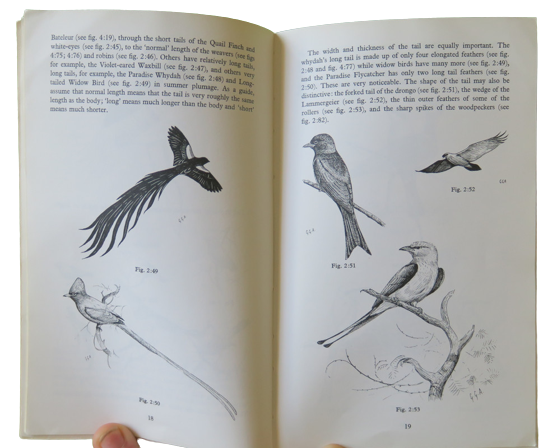 Bateleur (see fig. 4:19), through the short tails of the Quail Finch and
white-eyes (see fig. 2:45), to the 'normal' length of the weavers (see figs
4:75; 4:76) and robins (see fig. 2:46). Others have relatively long tails,
for example, the Violet-eared Waxbill (see fig. 2:47), and others very
long tails, for example, the Paradise Whydah (see fig. 2:48) and Long-
tailed Widow Bird (see fig. 2:49) in summer plumage. As a guide,
assume that normal length means that the tail is very roughly the same
length as the body; 'long' means much longer than the body and 'short'
means much shorter.
Fig. 2:49
Fig. 2:50
18
The width and thickness of the tail are equally important. The
whydah's long tail is made up of only four elongated feathers (see fig.
2:48 and fig. 4:77) while widow birds have many more (see fig. 2:49),
and the Paradise Flycatcher has only two long tail feathers (see fig.
2:50). These are very noticeable. The shape of the tail may also be
distinctive: the forked tail of the drongo (see fig. 2:51), the wedge of the
Lammergeier (see fig. 2:52), the thin outer feathers of some of the
rollers (see fig. 2:53), and the sharp spikes of the woodpeckers (see
fig. 2:82).
Fig. 2:52
Fig. 2:51
Fig. 2:53
19